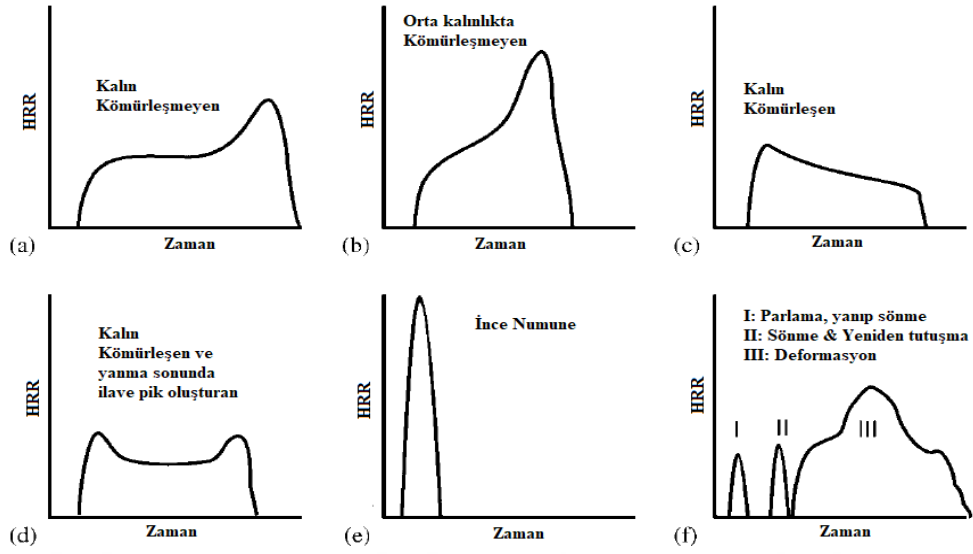 Kalın
Kömürleşmeyen
HRR
Zaman
(a)
Orta kalınlıkta
Kömürleşmeyen
HRR
Zaman
(b)
Kalın
Kömürleşen
HRR
Zaman
(c)
Kalın
Kömürleşen ve
yanma sonunda
ilave pik oluşturan
HRR
Zaman
(d)
İnce Numune
HRR
Zaman
(e)
I: Parlama, yanıp sönme
II: Sönme & Yeniden tutuşma
III: Deformasyon
I
II
III
HRR
Zaman
(f)